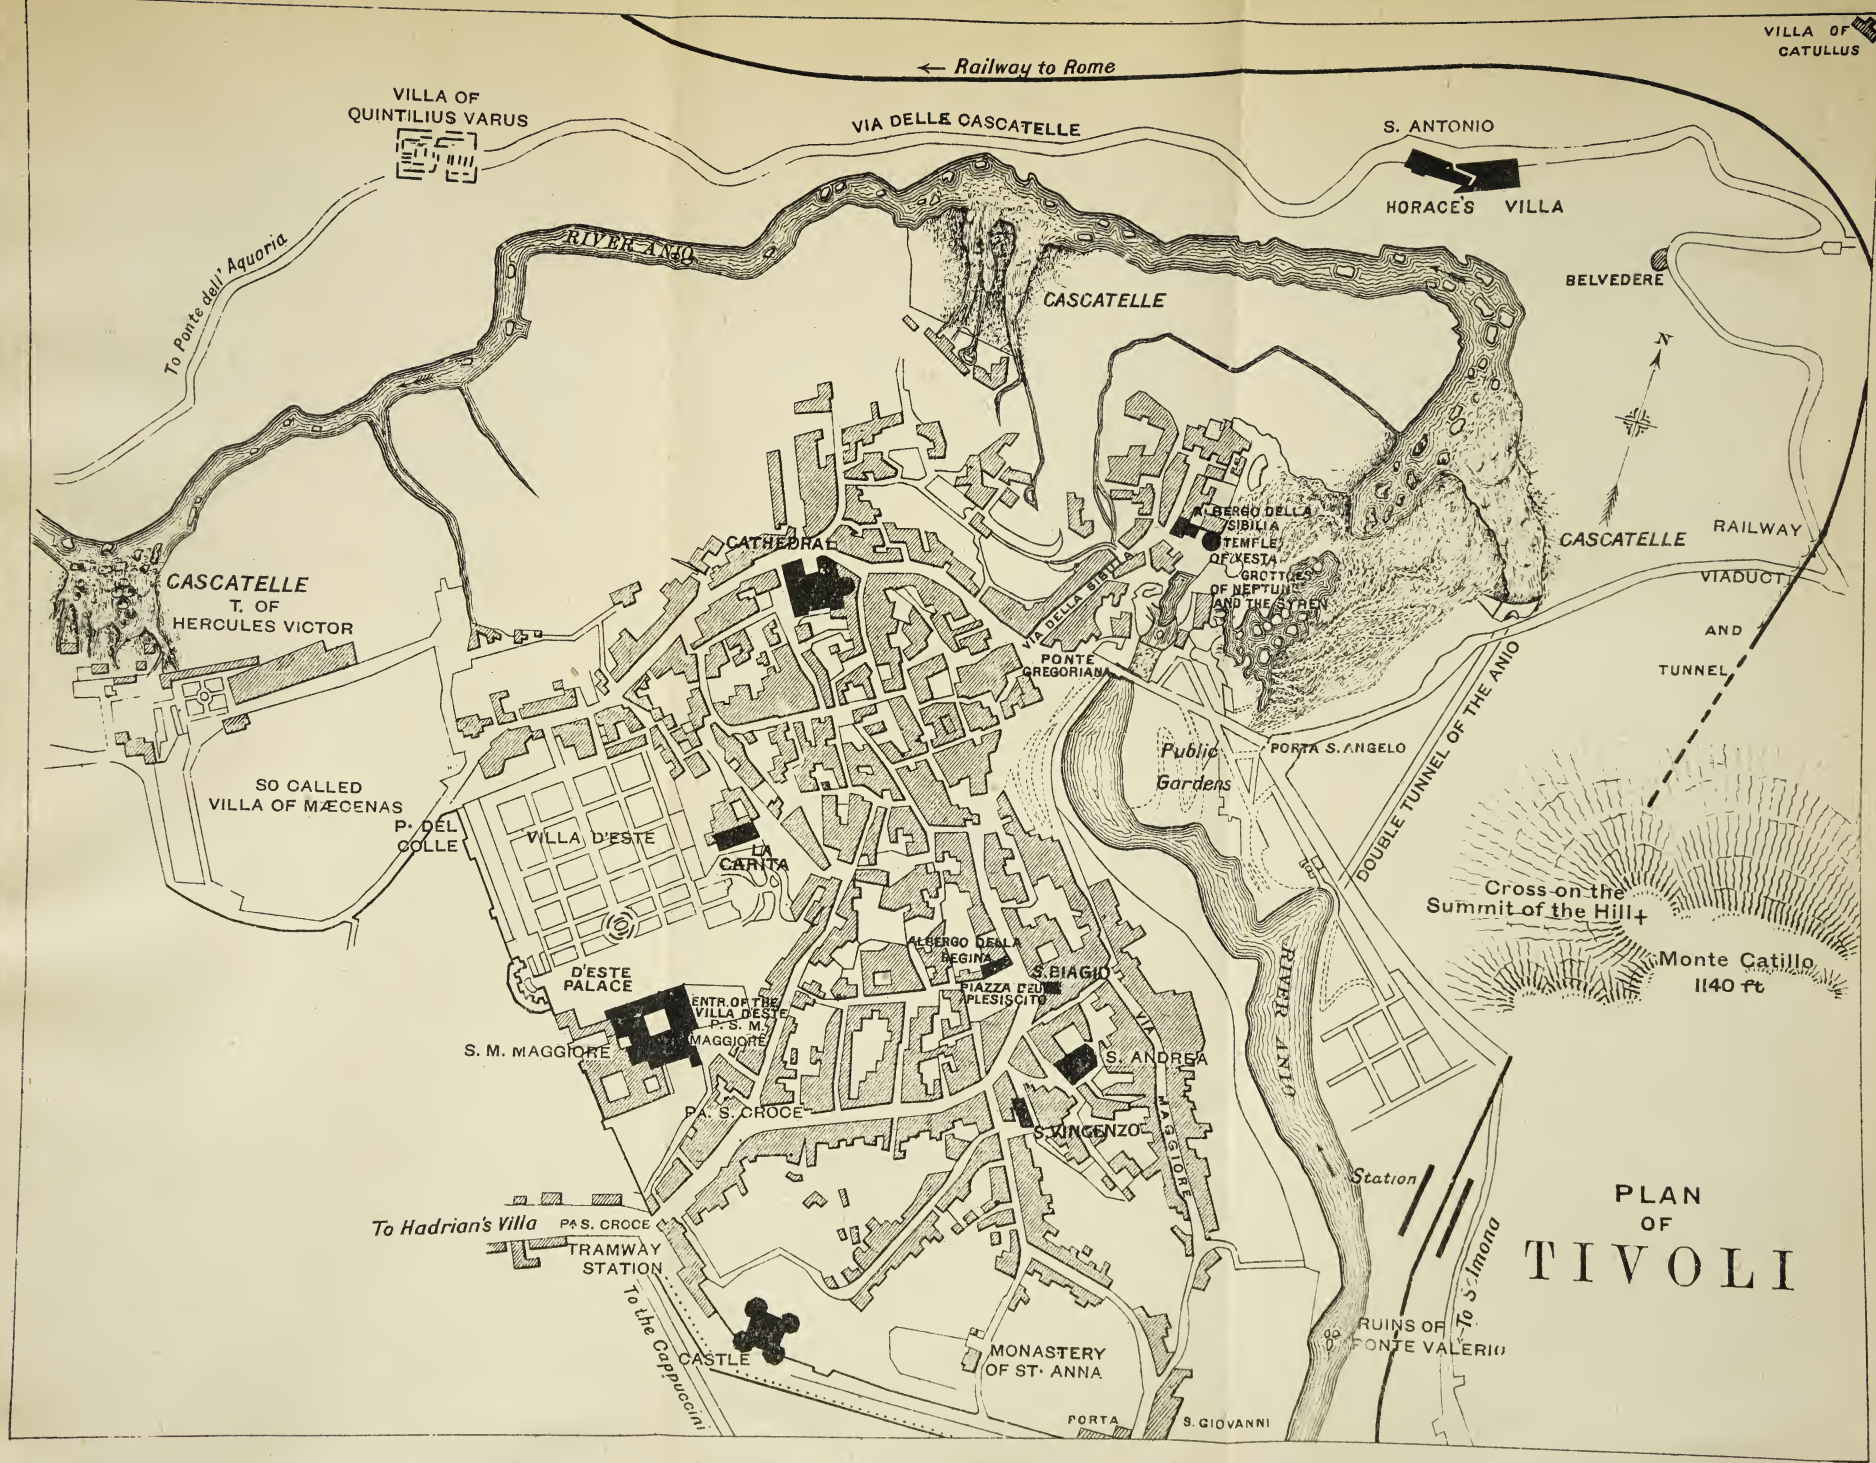 VILLA OF
CATULLUS
← Railway to Rome
VILLA OF
QUINTILIUS VARUS
VIA DELLE CASCATELLE
S. ANTONIO
HORACE'S VILLA
RIVER ANIO
To Ponte dell' Aquoria
BELVEDERE
CASCATELLE
N
ALBERGO DELLA
SIBILIA
TEMPLE
OF VESTA
GROTTOES
OF NEPTUNE
AND THE SYREN
CASCATELLE
RAILWAY
VIADUCT
AND
TUNNEL
CATHEDRAL
CASCATELLE
T. OF
HERCULES VICTOR
VIA DELLA SIBILLA
PONTE
GREGORIANA
DOUBLE TUNNEL OF THE ANIO
Public
Gardens
PORTA S. ANGELO
SO CALLED
VILLA OF MÆCENAS
P. DEL
COLLE
VILLA D'ESTE
LA
CARITA
Cross on the
Summit of the Hill
Monte Catillo
1140 ft
ALBERGO DELLA
REGINA
S. BIAGIO
PIAZZA DEL
PLESISCITO
D'ESTE
PALACE
ENTR. OF THE
VILLA D'ESTE
P. S. M.
MAGGIORE
S. M. MAGGIORE
RIVER ANIO
VIA MAGGIORE
S. ANDREA
PA. S. CROCE
S. VINCENZO
Station
PLAN
OF
TIVOLI
To Hadrian's Villa
PA S. CROCE
TRAMWAY
STATION
To the Cappuccini
To Solmona
RUINS OF
PONTE VALERIO
CASTLE
MONASTERY
OF ST. ANNA
PORTA
S. GIOVANNI